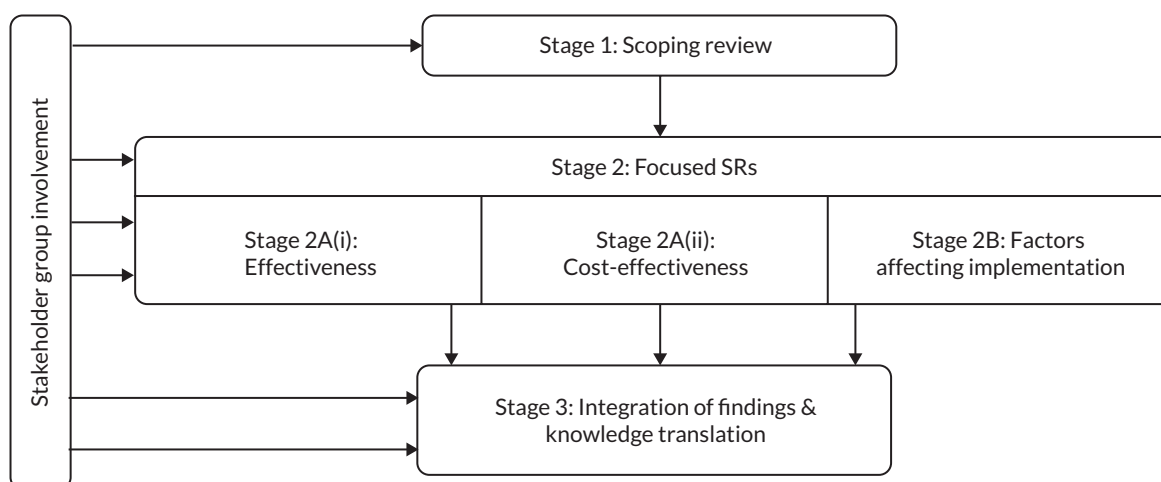 Stakeholder group involvement
Stage 1: Scoping review
Stage 2: Focused SRs
Stage 2A(i):
Effectiveness
Stage 2A(ii):
Cost-effectiveness
Stage 2B: Factors
affecting implementation
Stage 3: Integration of findings &
knowledge translation